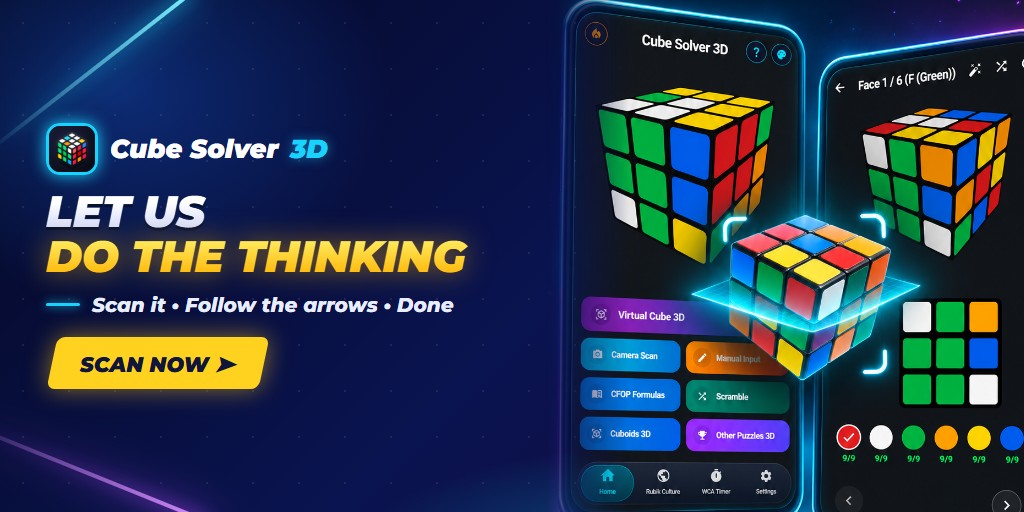 Cube Solver 3D
LET US
DO THE THINKING
Scan it • Follow the arrows • Done
SCAN NOW ➤
Cube Solver 3D
?
Virtual Cube 3D
Camera Scan
Manual Input
CFOP Formulas
Scramble
Cuboids 3D
Other Puzzles 3D
Home
Rubik Culture
WCA Timer
Settings
Face 1 / 6 (F (Green))
9/9 9/9 9/9 9/9 9/9 9/9